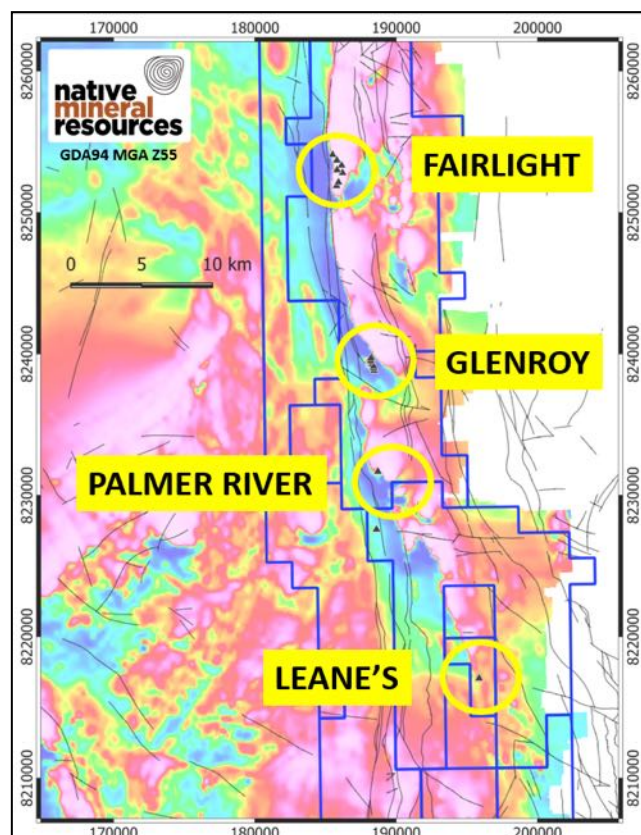 170000 180000 190000 200000
native
mineral
resources
GDA94 MGA Z55
8260000 8260000
FAIRLIGHT
8250000 8250000
0 5 10 km
8240000 8240000
GLENROY
PALMER RIVER
8230000 8230000
8220000 8220000
LEANE'S
8210000 8210000
170000 180000 190000 200000